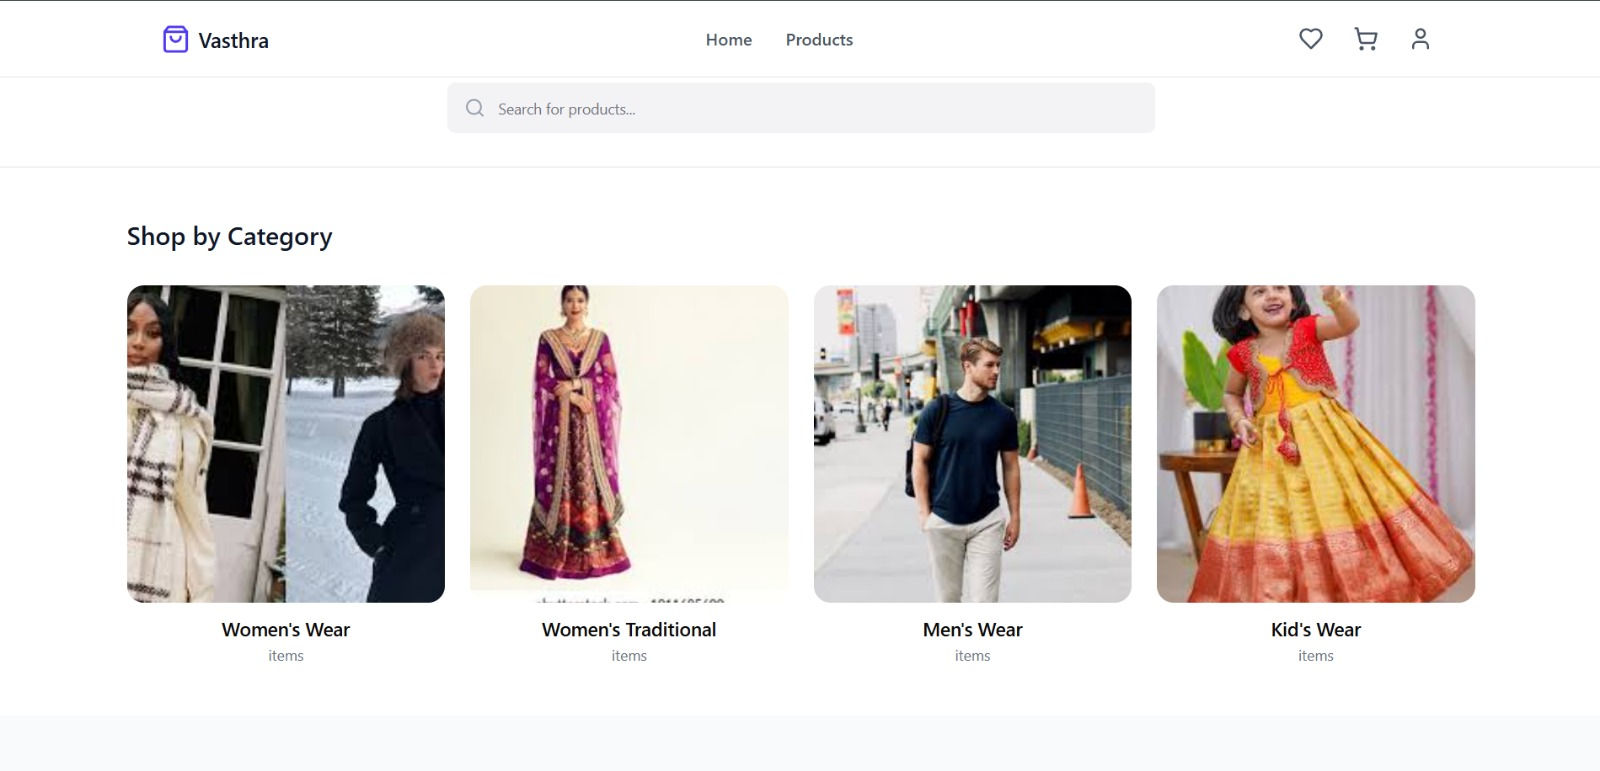 Vasthra
Home
Products
Search for products...
Shop by Category
Women's Wear
items
Women's Traditional
items
Men's Wear
items
Kid's Wear
items